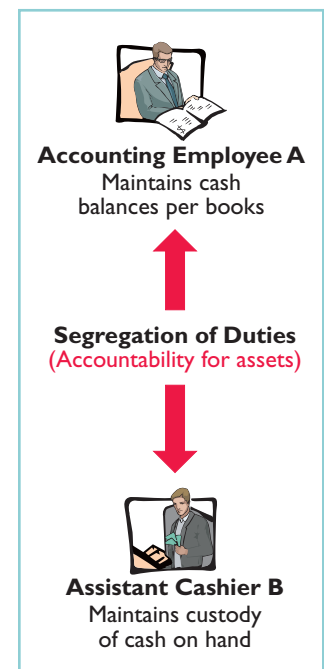 Accounting Employee A
Maintains cash
balances per books
Segregation of Duties
(Accountability for assets)
Assistant Cashier B
Maintains custody
of cash on hand